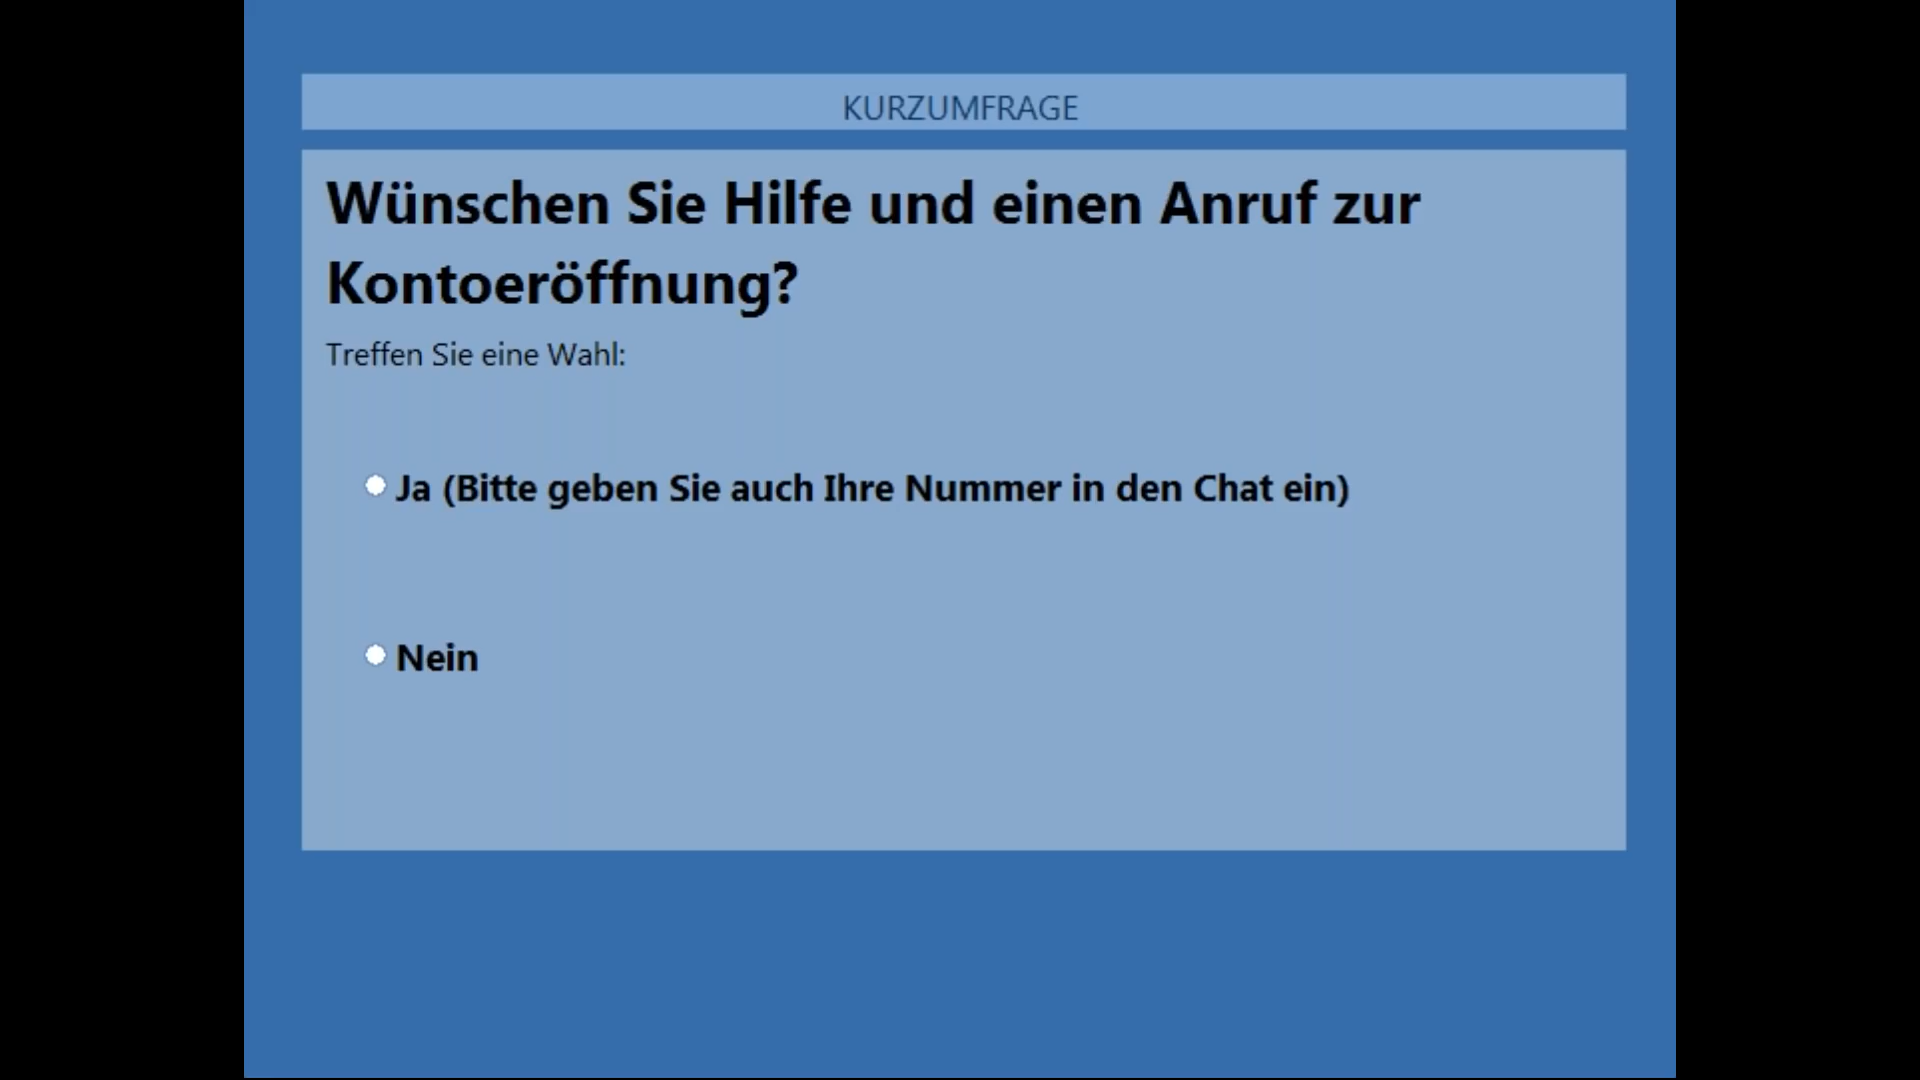 KURZUMFRAGE
Wünschen Sie Hilfe und einen Anruf zur
Kontoeröffnung?
Treffen Sie eine Wahl:
Ja (Bitte geben Sie auch Ihre Nummer in den Chat ein)
Nein